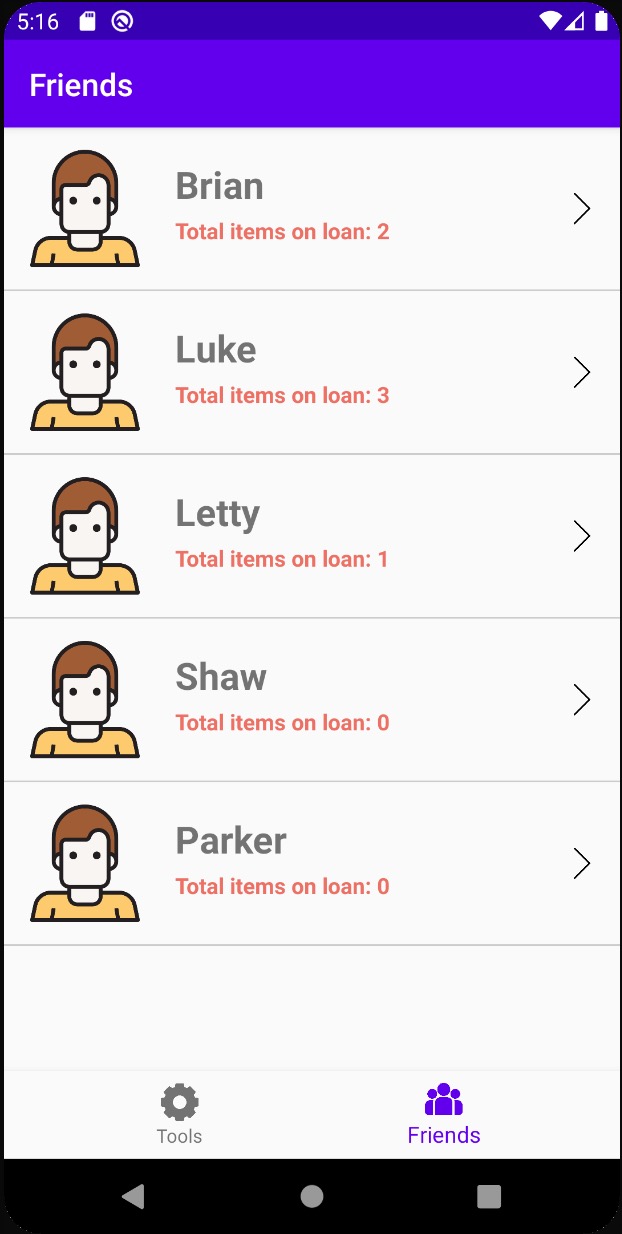 5:16
Friends
Brian
Total items on loan: 2
Luke
Total items on loan: 3
Letty
Total items on loan: 1
Shaw
Total items on loan: 0
Parker
Total items on loan: 0
Tools
Friends